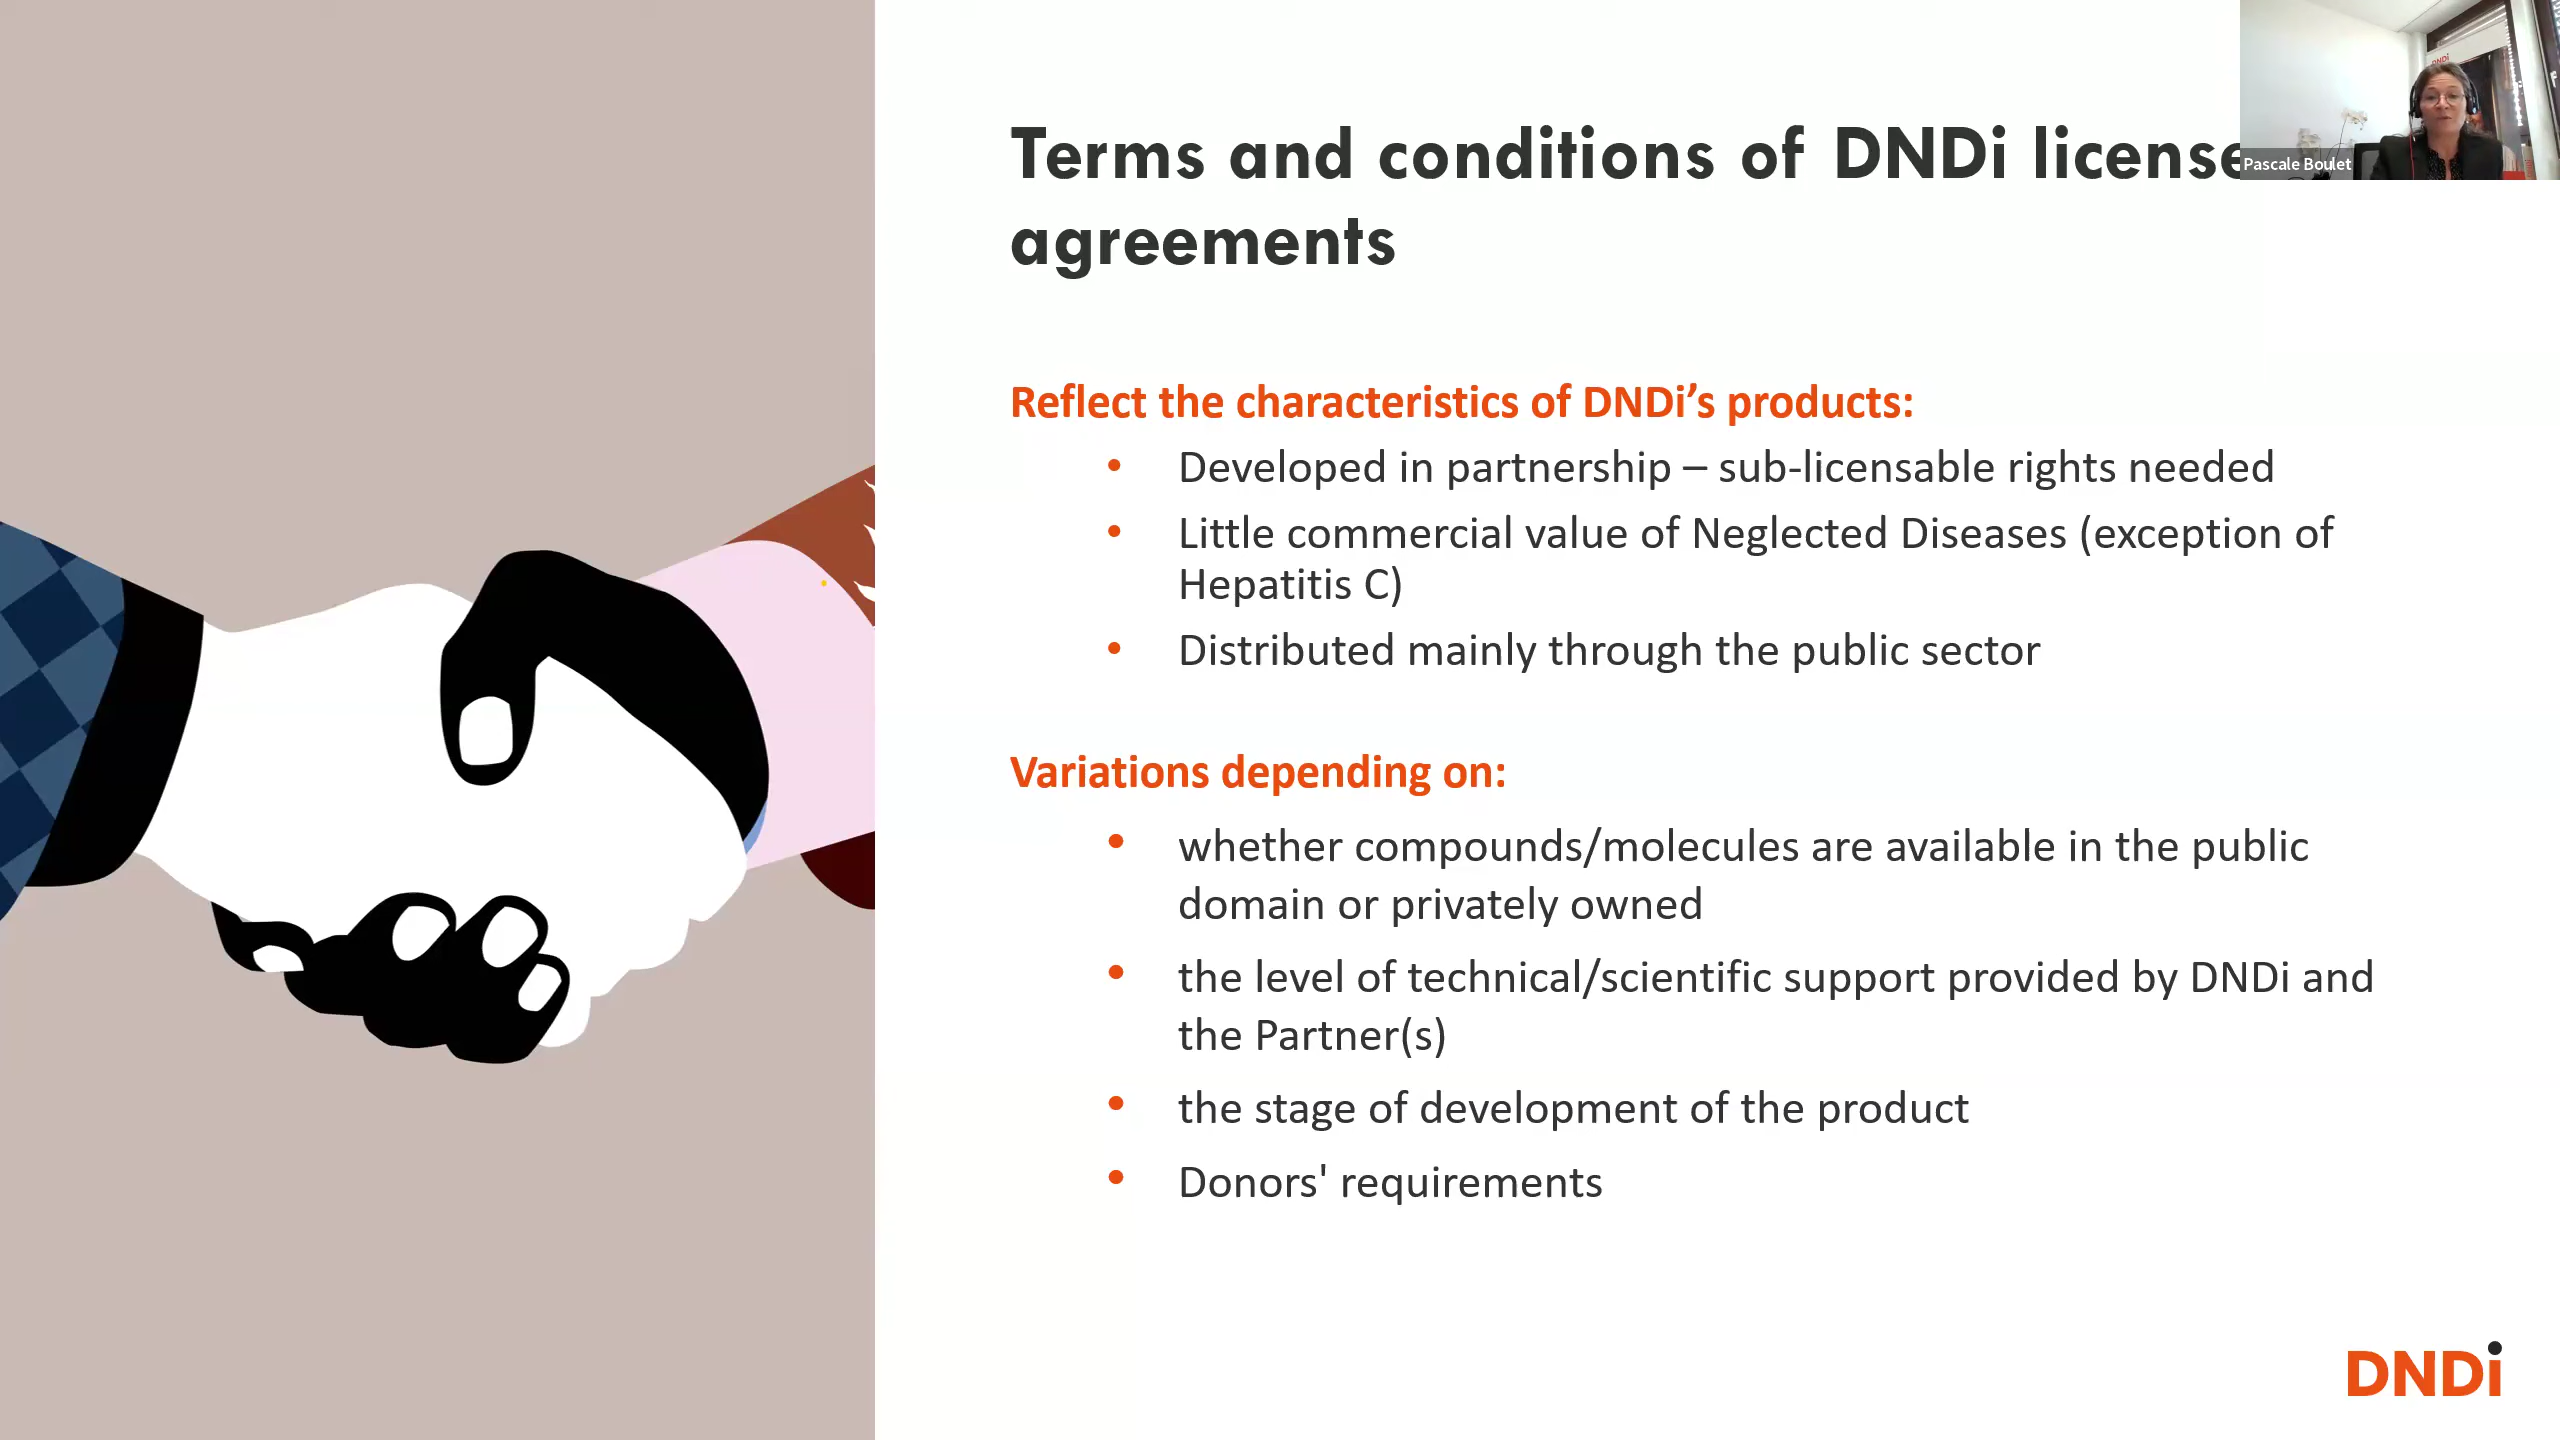 Terms and conditions of DNDi license
agreements
DNDi
Pascale Boulet
Reflect the characteristics of DNDi’s products:
• Developed in partnership – sub-licensable rights needed
• Little commercial value of Neglected Diseases (exception of
Hepatitis C)
• Distributed mainly through the public sector
Variations depending on:
• whether compounds/molecules are available in the public
domain or privately owned
• the level of technical/scientific support provided by DNDi and
the Partner(s)
• the stage of development of the product
• Donors' requirements
DNDi